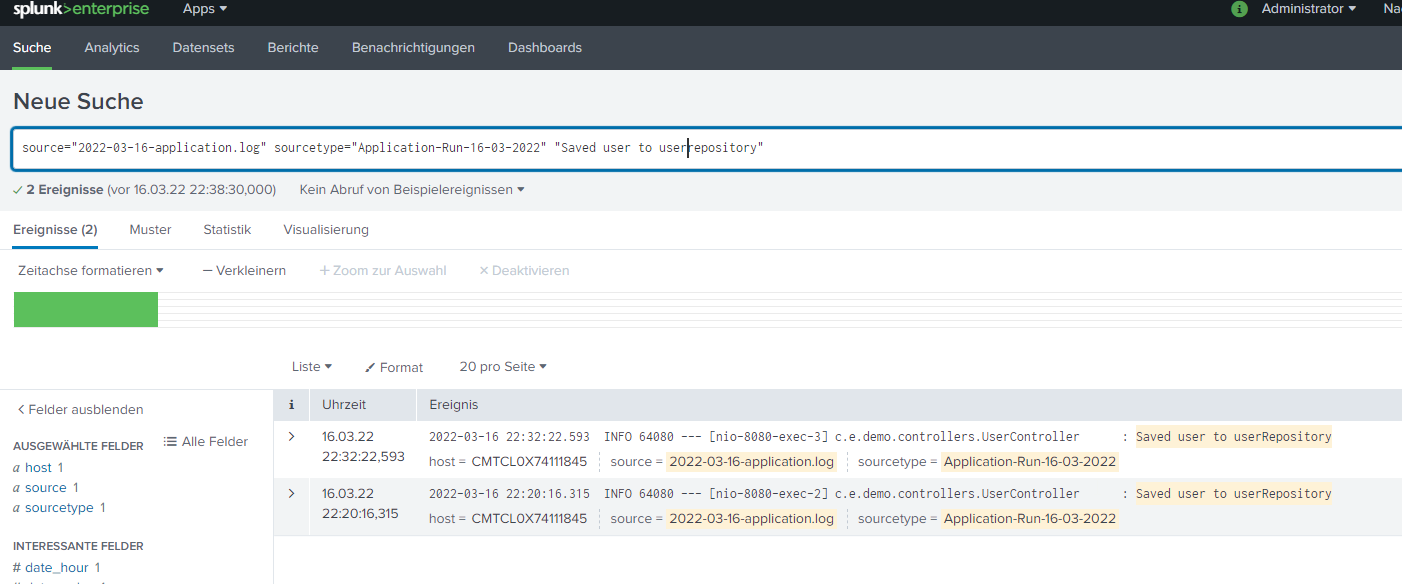 splunk>enterprise Apps Administrator Na
Suche Analytics Datensets Berichte Benachrichtigungen Dashboards
Neue Suche
source="2022-03-16-application.log" sourcetype="Application-Run-16-03-2022" "Saved user to userrepository"
2 Ereignisse (vor 16.03.22 22:38:30,000) Kein Abruf von Beispielereignissen
Ereignisse (2) Muster Statistik Visualisierung
Zeitachse formatieren — Verkleinern + Zoom zur Auswahl × Deaktivieren
Liste Format 20 pro Seite
< Felder ausblenden
i Uhrzeit Ereignis
AUSGEWÄHLTE FELDER Alle Felder
a host 1
a source 1
a sourcetype 1
INTERESSANTE FELDER
# date_hour 1
> 16.03.22 2022-03-16 22:32:22.593 INFO 64080 --- [nio-8080-exec-3] c.e.demo.controllers.UserController : Saved user to userRepository
22:32:22,593 host = CMTCL0X74111845 source = 2022-03-16-application.log sourcetype = Application-Run-16-03-2022
> 16.03.22 2022-03-16 22:20:16.315 INFO 64080 --- [nio-8080-exec-2] c.e.demo.controllers.UserController : Saved user to userRepository
22:20:16,315 host = CMTCL0X74111845 source = 2022-03-16-application.log sourcetype = Application-Run-16-03-2022